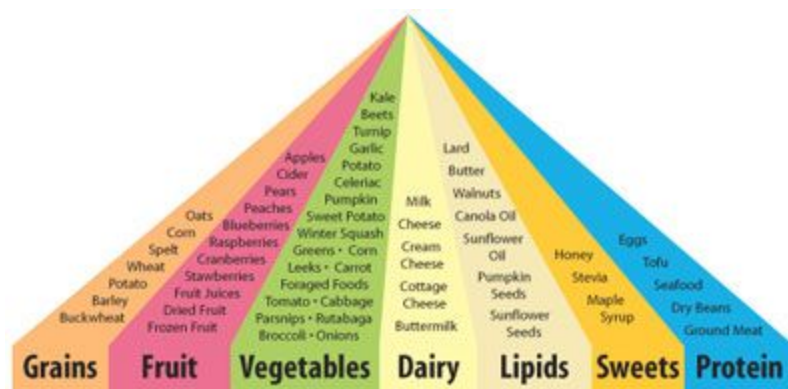 Oats
Corn
Spelt
Wheat
Potato
Barley
Buckwheat
Grains
Apples
Cider
Pears
Peaches
Blueberries
Raspberries
Cranberries
Stawberries
Fruit Juices
Dried Fruit
Frozen Fruit
Fruit
Kale
Beets
Turnip
Garlic
Potato
Celeriac
Pumpkin
Sweet Potato
Winter Squash
Greens • Corn
Leeks • Carrot
Foraged Foods
Tomato • Cabbage
Parsnips • Rutabaga
Broccoli • Onions
Vegetables
Milk
Cheese
Cream
Cheese
Cottage
Cheese
Buttermilk
Dairy
Lard
Butter
Walnuts
Canola Oil
Sunflower
Oil
Pumpkin
Seeds
Sunflower
Seeds
Lipids
Honey
Stevia
Maple
Syrup
Sweets
Eggs
Tofu
Seafood
Dry Beans
Ground Meat
Protein